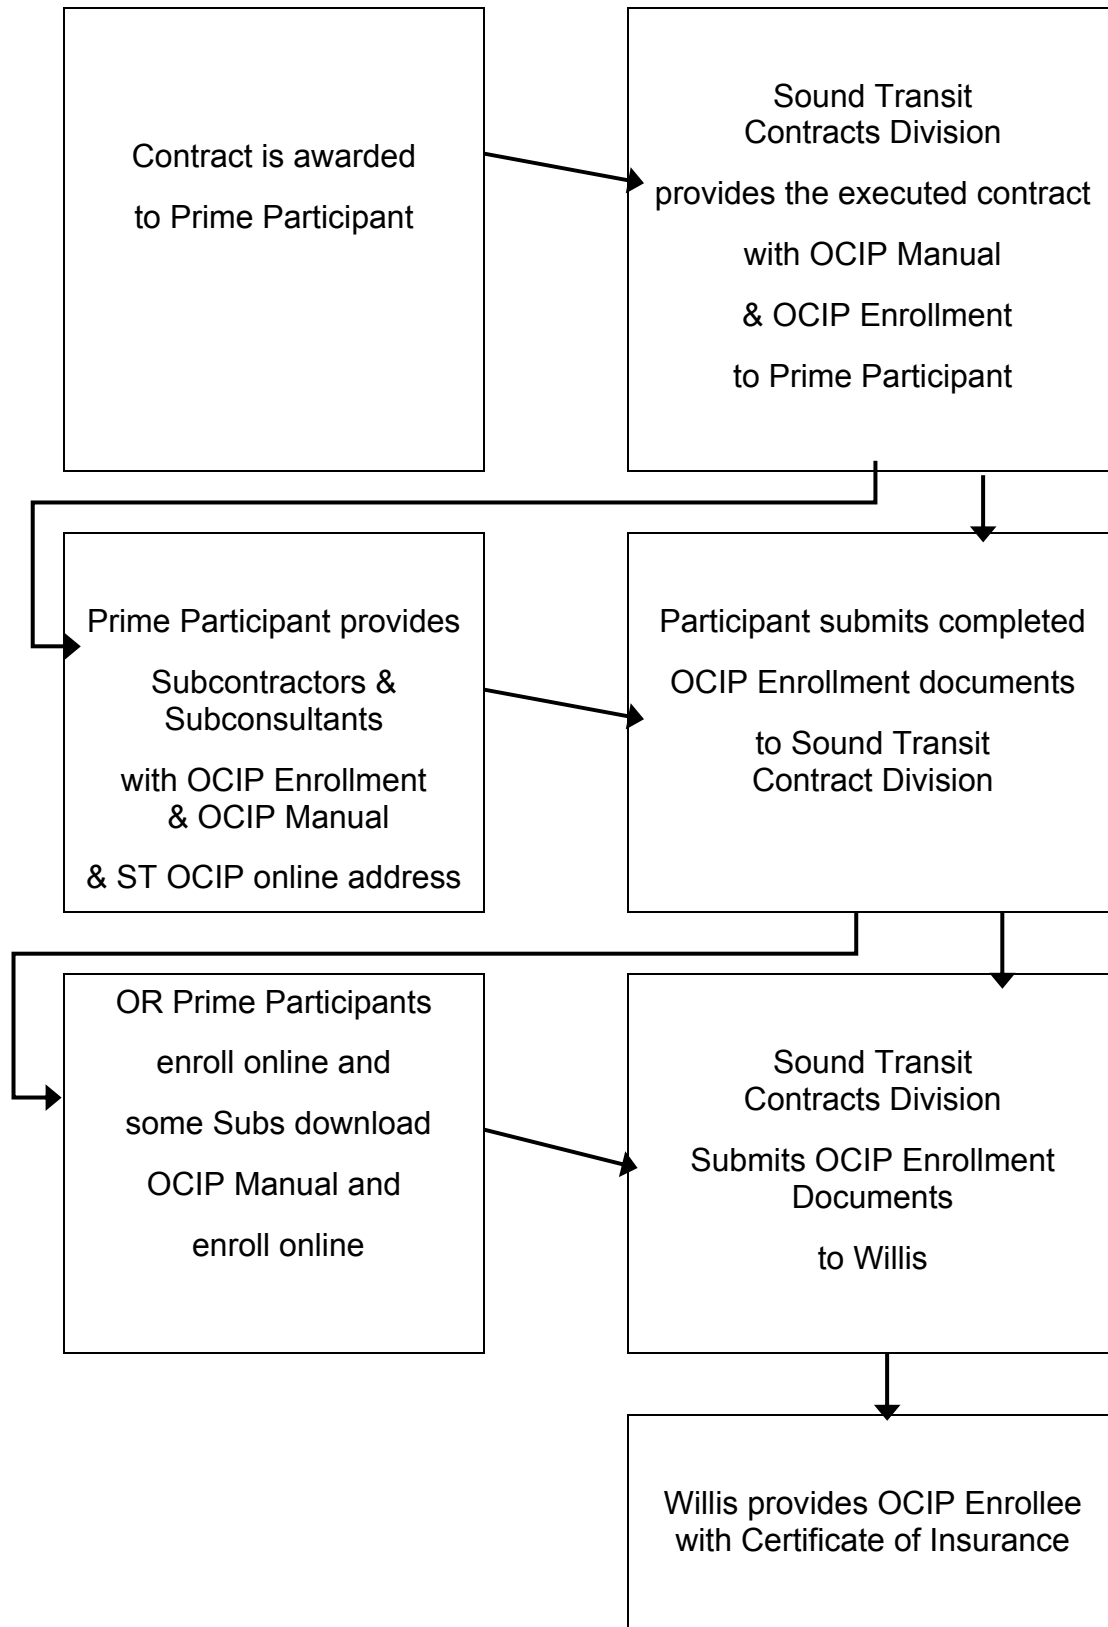 Contract is awarded
to Prime Participant
Sound Transit
Contracts Division
provides the executed contract
with OCIP Manual
& OCIP Enrollment
to Prime Participant
Prime Participant provides
Subcontractors &
Subconsultants
with OCIP Enrollment
& OCIP Manual
& ST OCIP online address
Participant submits completed
OCIP Enrollment documents
to Sound Transit
Contract Division
OR Prime Participants
enroll online and
some Subs download
OCIP Manual and
enroll online
Sound Transit
Contracts Division
Submits OCIP Enrollment
Documents
to Willis
Willis provides OCIP Enrollee
with Certificate of Insurance